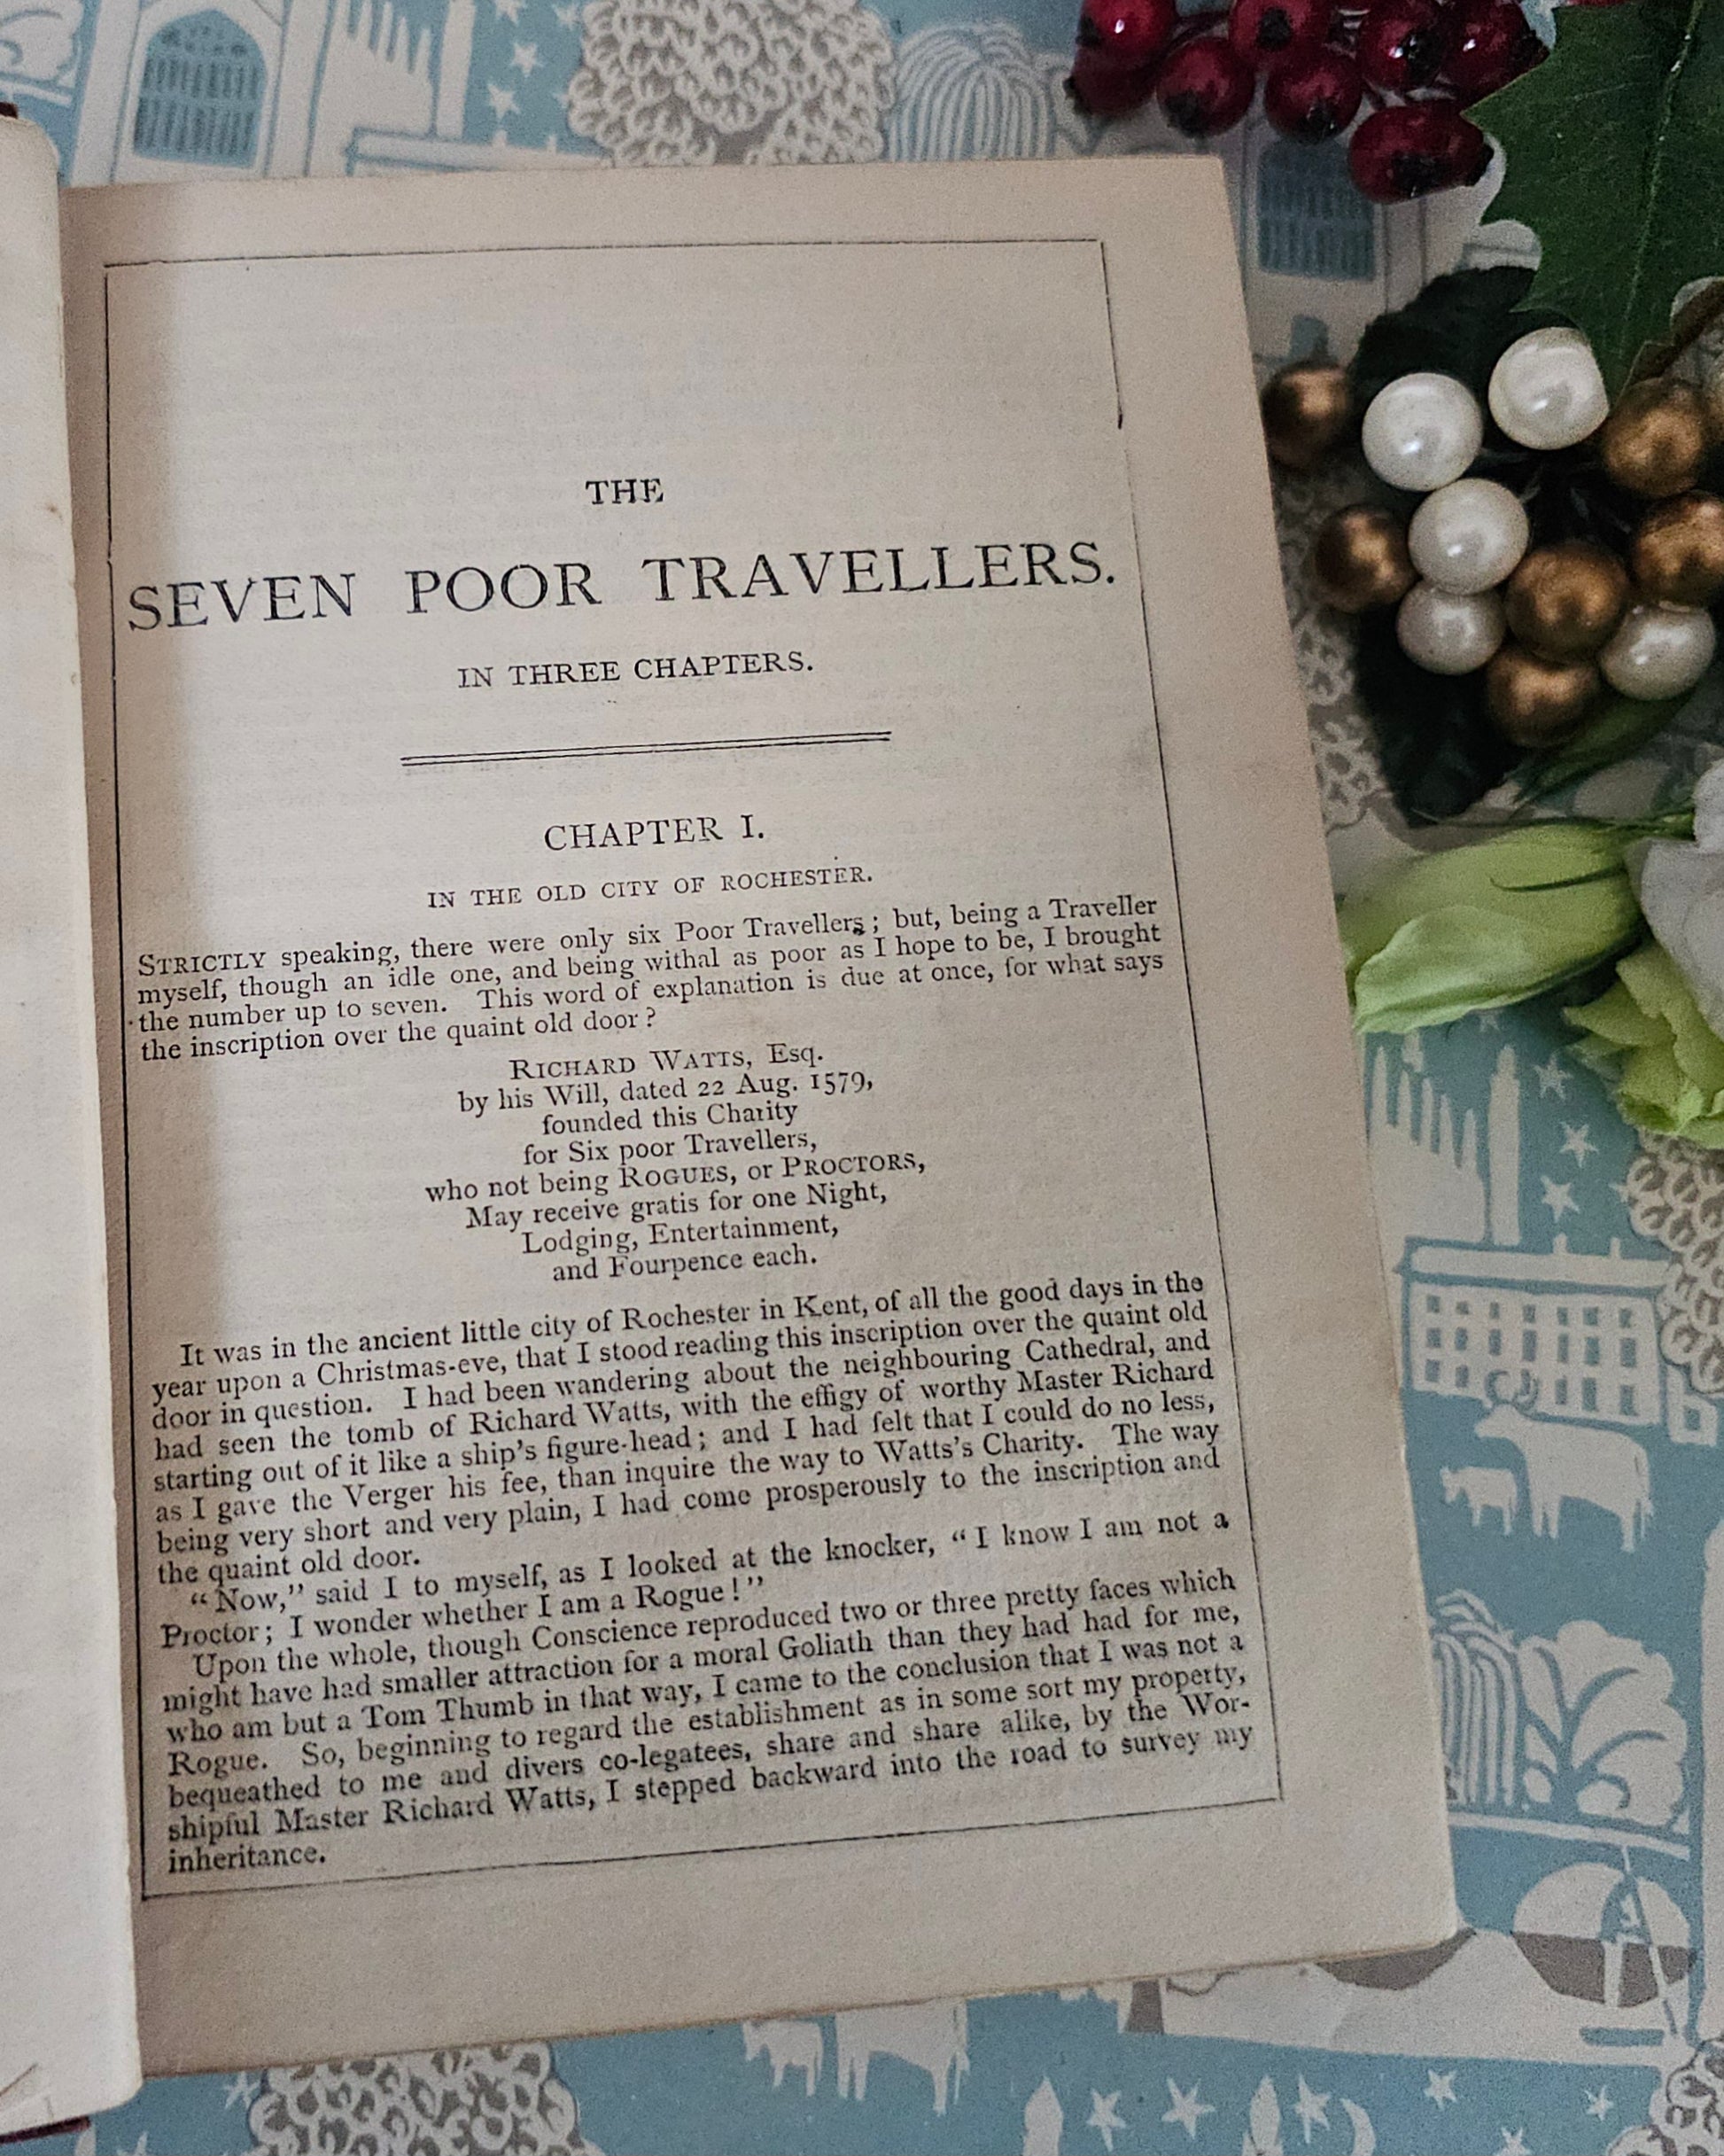 THE
SEVEN POOR TRAVELLERS.
IN THREE CHAPTERS.
CHAPTER I.
IN THE OLD CITY OF ROCHESTER.
STRICTLY speaking, there were only six Poor Travellers; but, being a Traveller
myself, though an idle one, and being withal as poor as I hope to be, I brought
the number up to seven. This word of explanation is due at once, for what says
the inscription over the quaint old door?
RICHARD WATTS, Esq.
by his Will, dated 22 Aug. 1579,
founded this Charity
for Six poor Travellers,
who not being ROGUES, or PROCTORS,
May receive gratis for one Night,
Lodging, Entertainment,
and Fourpence each.
It was in the ancient little city of Rochester in Kent, of all the good days in the
year upon a Christmas-eve, that I stood reading this inscription over the quaint old
door in question. I had been wandering about the neighbouring Cathedral, and
had seen the tomb of Richard Watts, with the effigy of worthy Master Richard
starting out of it like a ship's figure-head; and I had felt that I could do no less,
as I gave the Verger his fee, than inquire the way to Watts's Charity. The way
being very short and very plain, I had come prosperously to the inscription and
the quaint old door.
"Now," said I to myself, as I looked at the knocker, "I know I am not a
Proctor; I wonder whether I am a Rogue!"
Upon the whole, though Conscience reproduced two or three pretty faces which
might have had smaller attraction for a moral Goliath than they had had for me,
who am but a Tom Thumb in that way, I came to the conclusion that I was not a
Rogue. So, beginning to regard the establishment as in some sort my property,
bequeathed to me and divers co-legatees, share and share alike, by the Wor-
shipful Master Richard Watts, I stepped backward into the road to survey my
inheritance.